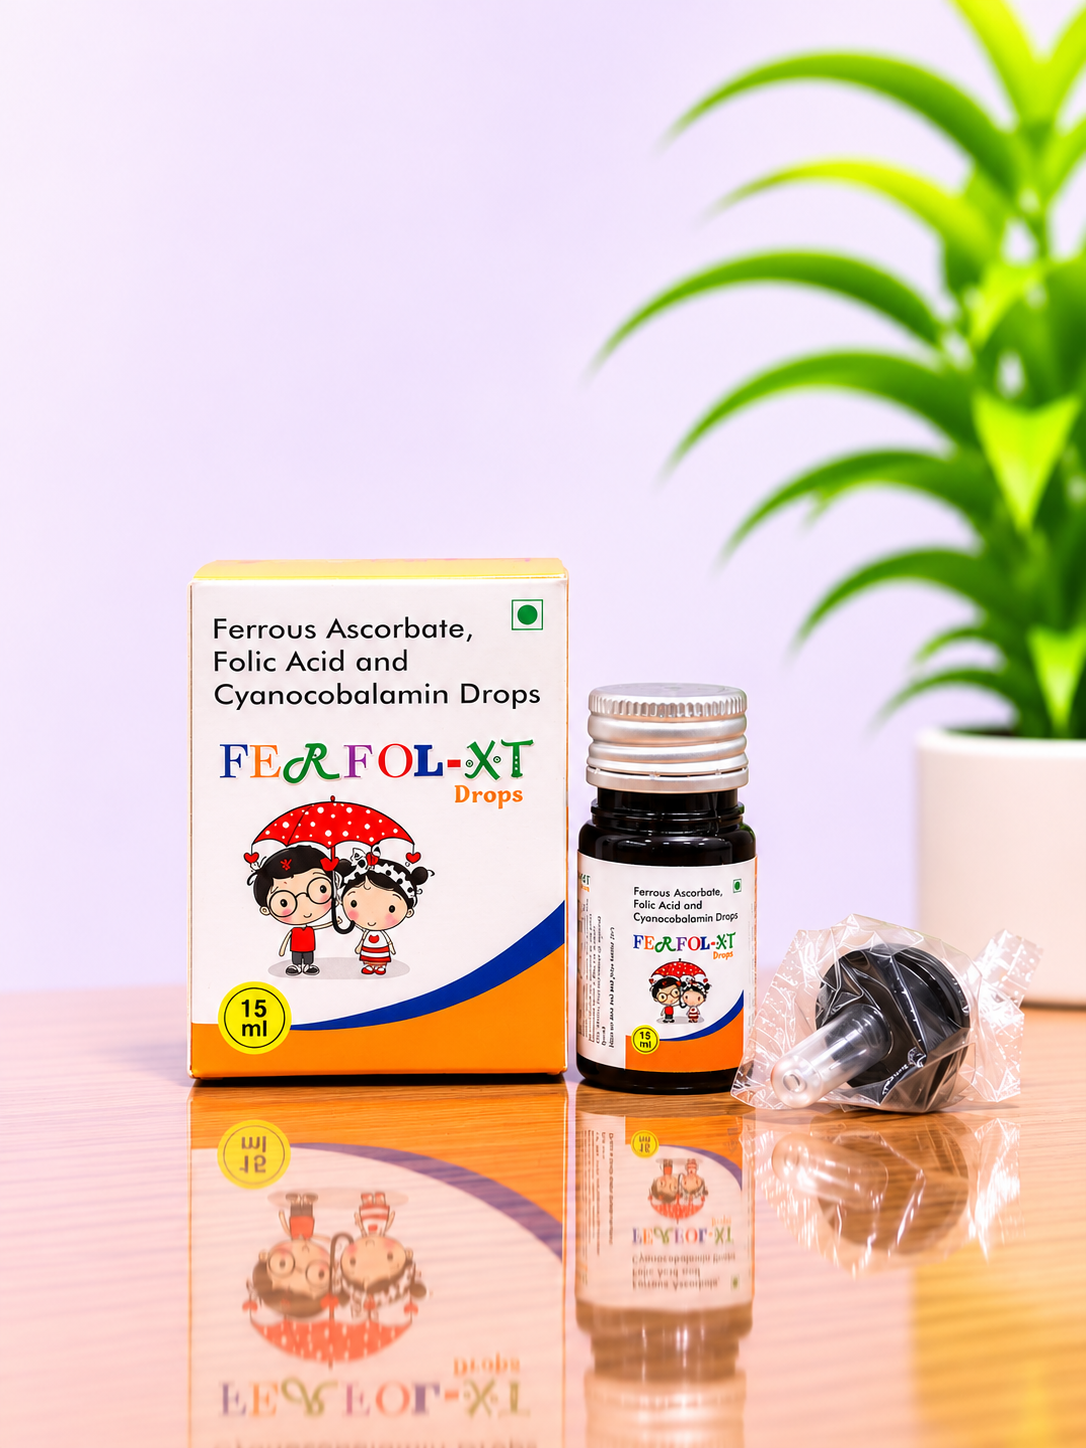 Ferrous Ascorbate,
Folic Acid and
Cyanocobalamin Drops
FERFOL-XT
Drops
15
ml
Ferrous Ascorbate,
Folic Acid and
Cyanocobalamin Drops
FERFOL-XT
Drops
15
ml